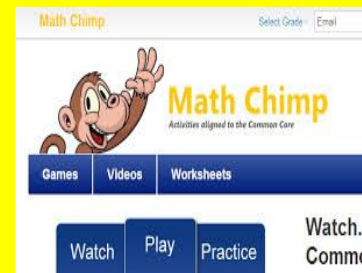 Math Chimp Select Grade Email
Math Chimp
Activities aligned to the Common Core
Games Videos Worksheets
Watch Play Practice
Watch.
Comm